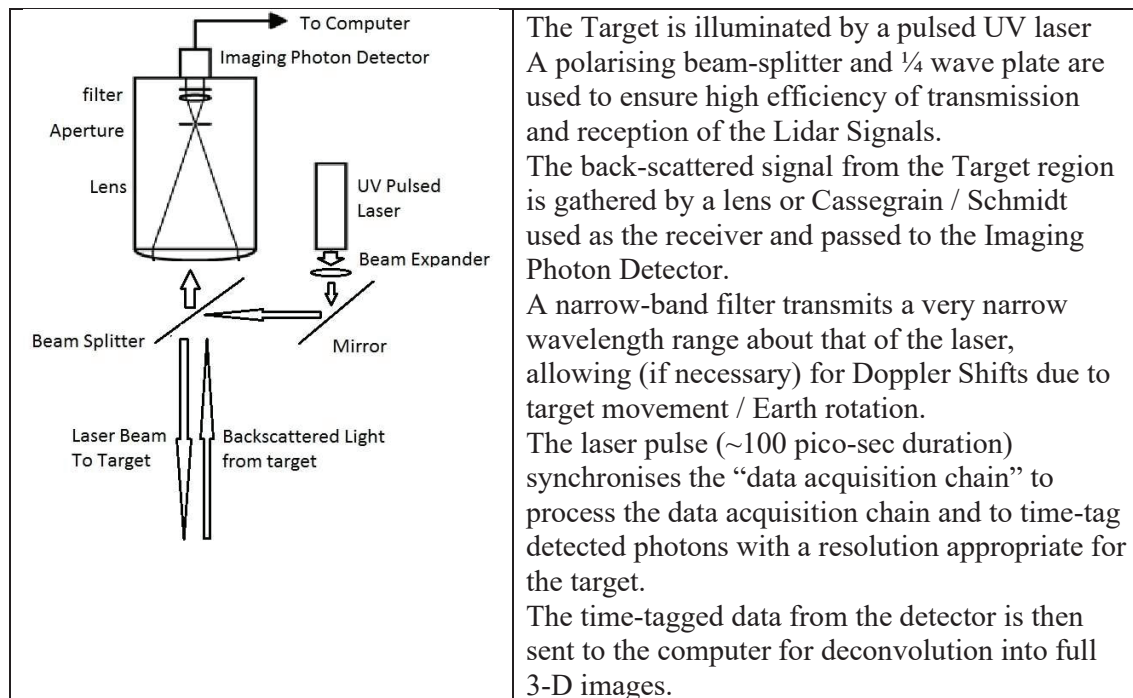 To Computer
Imaging Photon Detector
filter
Aperture
Lens
UV Pulsed
Laser
Beam Expander
Beam Splitter
Mirror
Laser Beam
To Target
Backscattered Light
from target
The Target is illuminated by a pulsed UV laser
A polarising beam-splitter and ¼ wave plate are
used to ensure high efficiency of transmission
and reception of the Lidar Signals.
The back-scattered signal from the Target region
is gathered by a lens or Cassegrain / Schmidt
used as the receiver and passed to the Imaging
Photon Detector.
A narrow-band filter transmits a very narrow
wavelength range about that of the laser,
allowing (if necessary) for Doppler Shifts due to
target movement / Earth rotation.
The laser pulse (~100 pico-sec duration)
synchronises the “data acquisition chain” to
process the data acquisition chain and to time-tag
detected photons with a resolution appropriate for
the target.
The time-tagged data from the detector is then
sent to the computer for deconvolution into full
3-D images.